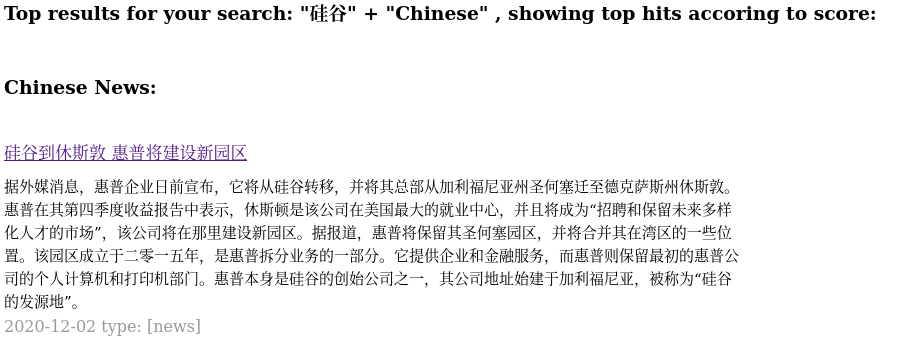 Top results for your search: "硅谷" + "Chinese" , showing top hits accoring to score:
Chinese News:
硅谷到休斯敦 惠普将建设新园区
据外媒消息，惠普企业日前宣布，它将从硅谷转移，并将其总部从加利福尼亚州圣何塞迁至德克萨斯州休斯敦。
惠普在其第四季度收益报告中表示，休斯顿是该公司在美国最大的就业中心，并且将成为“招聘和保留未来多样
化人才的市场”，该公司将在那里建设新园区。据报道，惠普将保留其圣何塞园区，并将合并其在湾区的一些位
置。该园区成立于二零一五年，是惠普拆分业务的一部分。它提供企业和金融服务，而惠普则保留最初的惠普公
司的个人计算机和打印机部门。惠普本身是硅谷的创始公司之一，其公司地址始建于加利福尼亚，被称为“硅谷
的发源地”。
2020-12-02 type: [news]